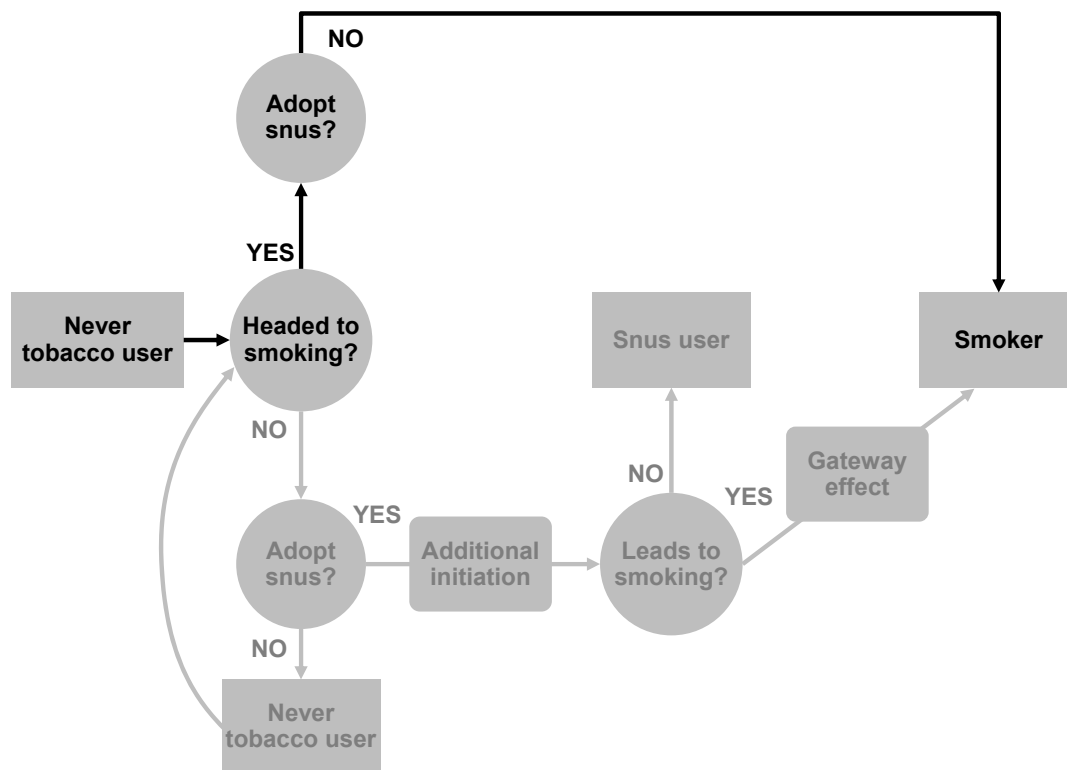 NO
Adopt
snus?
YES
Never
tobacco user
Headed to
smoking?
Snus user
Smoker
NO
Gateway
effect
NO
YES
YES
Adopt
snus?
Additional
initiation
Leads to
smoking?
NO
Never
tobacco user